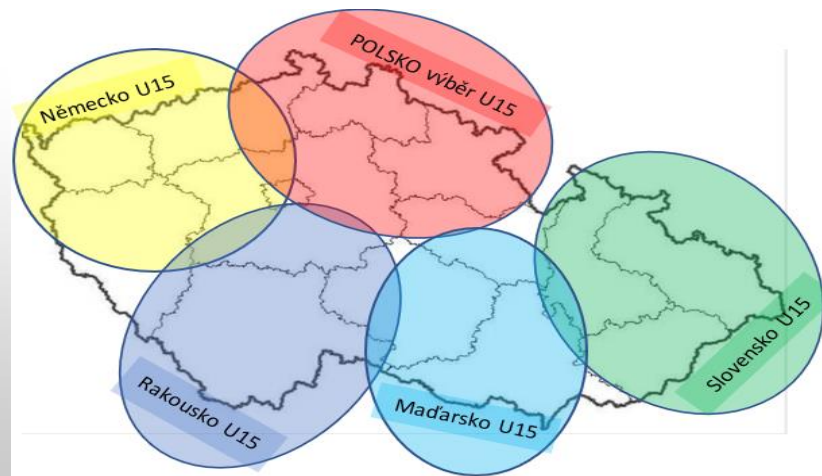 Německo U15
POLSKO výběr U15
Rakousko U15
Maďarsko U15
Slovensko U15